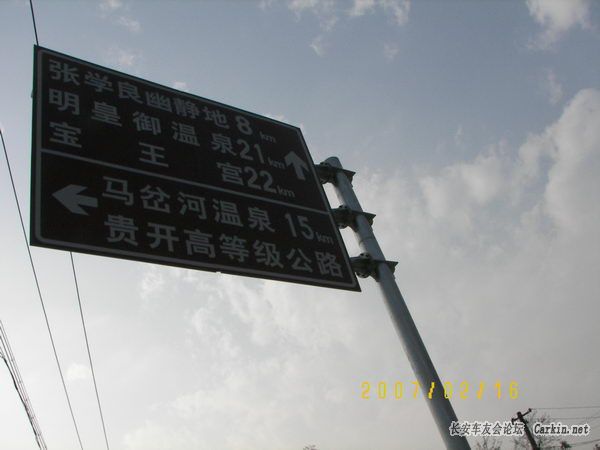 张学良幽静地 8 km
明皇御温泉 21 km
宝王宫 22 km
马岔河温泉 15 km
贵开高等级公路
2007/02/16
长安车友会论坛 Carkin.net